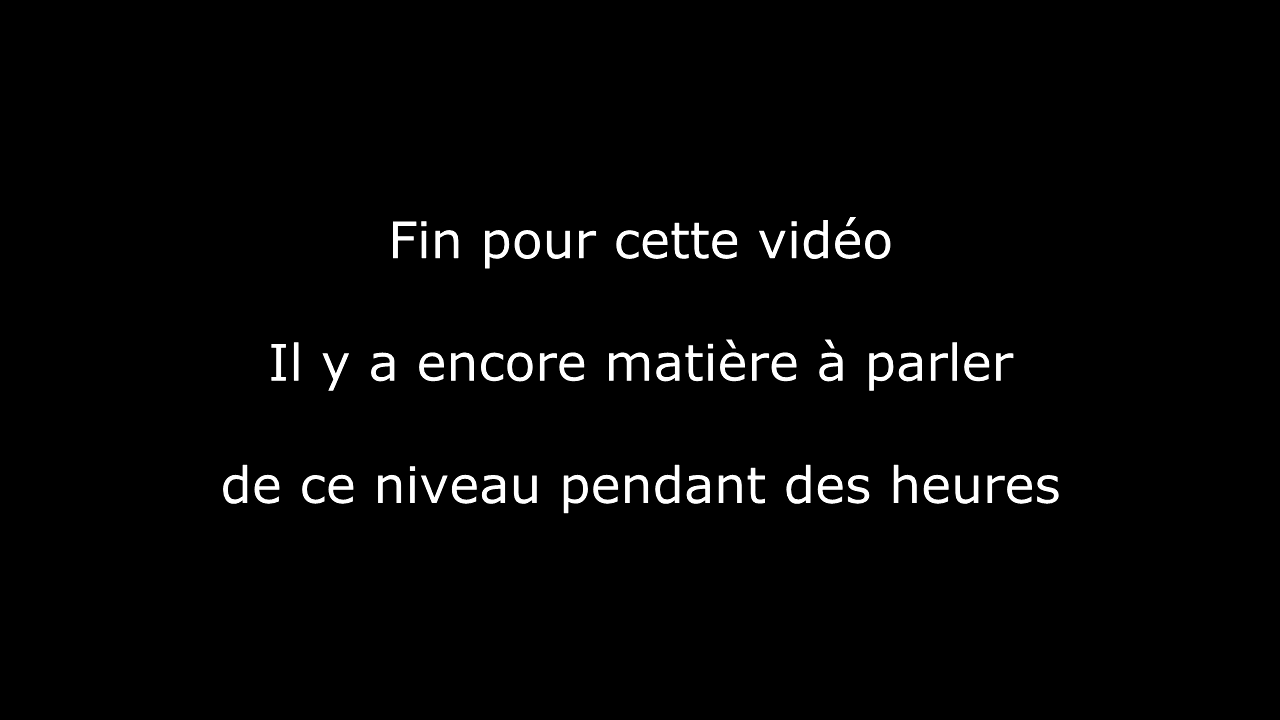 Fin pour cette vidéo
Il y a encore matière à parler
de ce niveau pendant des heures